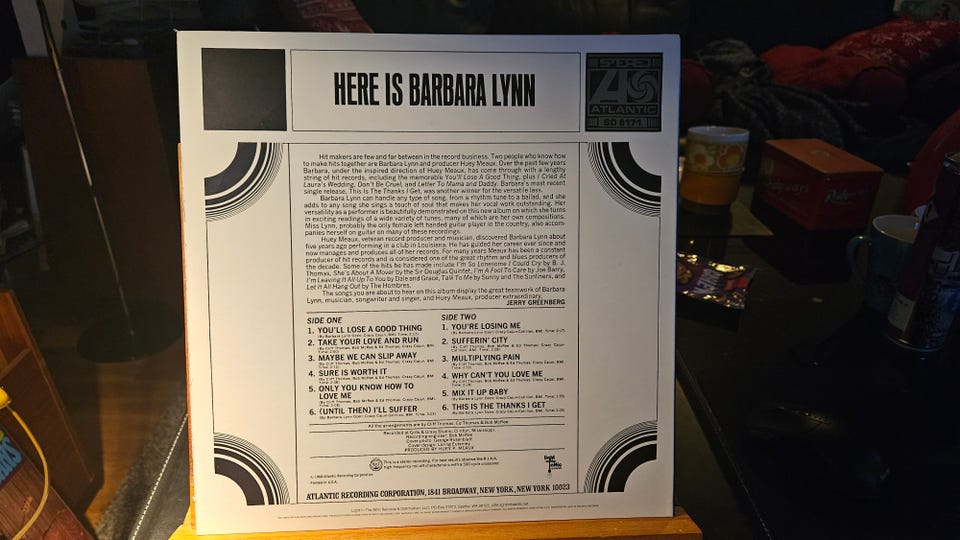 HERE IS BARBARA LYNN
STEREO
ATLANTIC
SD 8171
Hit makers are few and far between in the record business. Two people who know how
to make hits together are Barbara Lynn and producer Huey Meaux. Over the past few years
Barbara, under the inspired direction of Huey Meaux, has come through with a lengthy
string of hit records, including the memorable You'll Lose A Good Thing, plus I Cried At
Laura's Wedding, Don't Be Cruel, and Letter To Mama and Daddy. Barbara's most recent
single release, This Is The Thanks I Get, was another winner for the versatile lass.
Barbara Lynn can handle any type of song, from a rhythm tune to a ballad, and she
adds to any song she sings a touch of soul that makes her vocal work outstanding. Her
versatility as a performer is beautifully demonstrated on this new album on which she turns
in exciting readings of a wide variety of tunes, many of which are her own compositions.
Miss Lynn, probably the only female left handed guitar player in the country, also accom-
panies herself on guitar on many of these recordings.
Huey Meaux, veteran record producer and musician, discovered Barbara Lynn about
five years ago performing in a club in Louisiana. He has guided her career ever since and
now manages and produces all of her records. For many years Meaux has been a constant
producer of hit records and is considered one of the great rhythm and blues producers of
the decade. Some of the hits he has made include I'm So Lonesome I Could Cry by B. J.
Thomas, She's About A Mover by the Sir Douglas Quintet, I'm A Fool To Care by Joe Barry,
I'm Leaving It All Up To You by Dale and Grace, Talk To Me by Sunny and The Sunliners, and
Let It All Hang Out by The Hombres.
The songs you are about to hear on this album display the great teamwork of Barbara
Lynn, musician, songwriter and singer, and Huey Meaux, producer extraordinary.
JERRY GREENBERG
SIDE ONE
1. YOU'LL LOSE A GOOD THING
2. TAKE YOUR LOVE AND RUN
3. MAYBE WE CAN SLIP AWAY
4. SURE IS WORTH IT
5. ONLY YOU KNOW HOW TO
LOVE ME
6. (UNTIL THEN) I'LL SUFFER
SIDE TWO
1. YOU'RE LOSING ME
2. SUFFERIN' CITY
3. MULTIPLYING PAIN
4. WHY CAN'T YOU LOVE ME
5. MIX IT UP BABY
6. THIS IS THE THANKS I GET
All the arrangements are by Cliff Thomas, Ed Thomas & Bob McRee
Recording engineer: Bob McRee
PRODUCED BY HUEY P. MEAUX
Printed in U.S.A.
ATLANTIC RECORDING CORPORATION, 1841 BROADWAY, NEW YORK, NEW YORK 10023